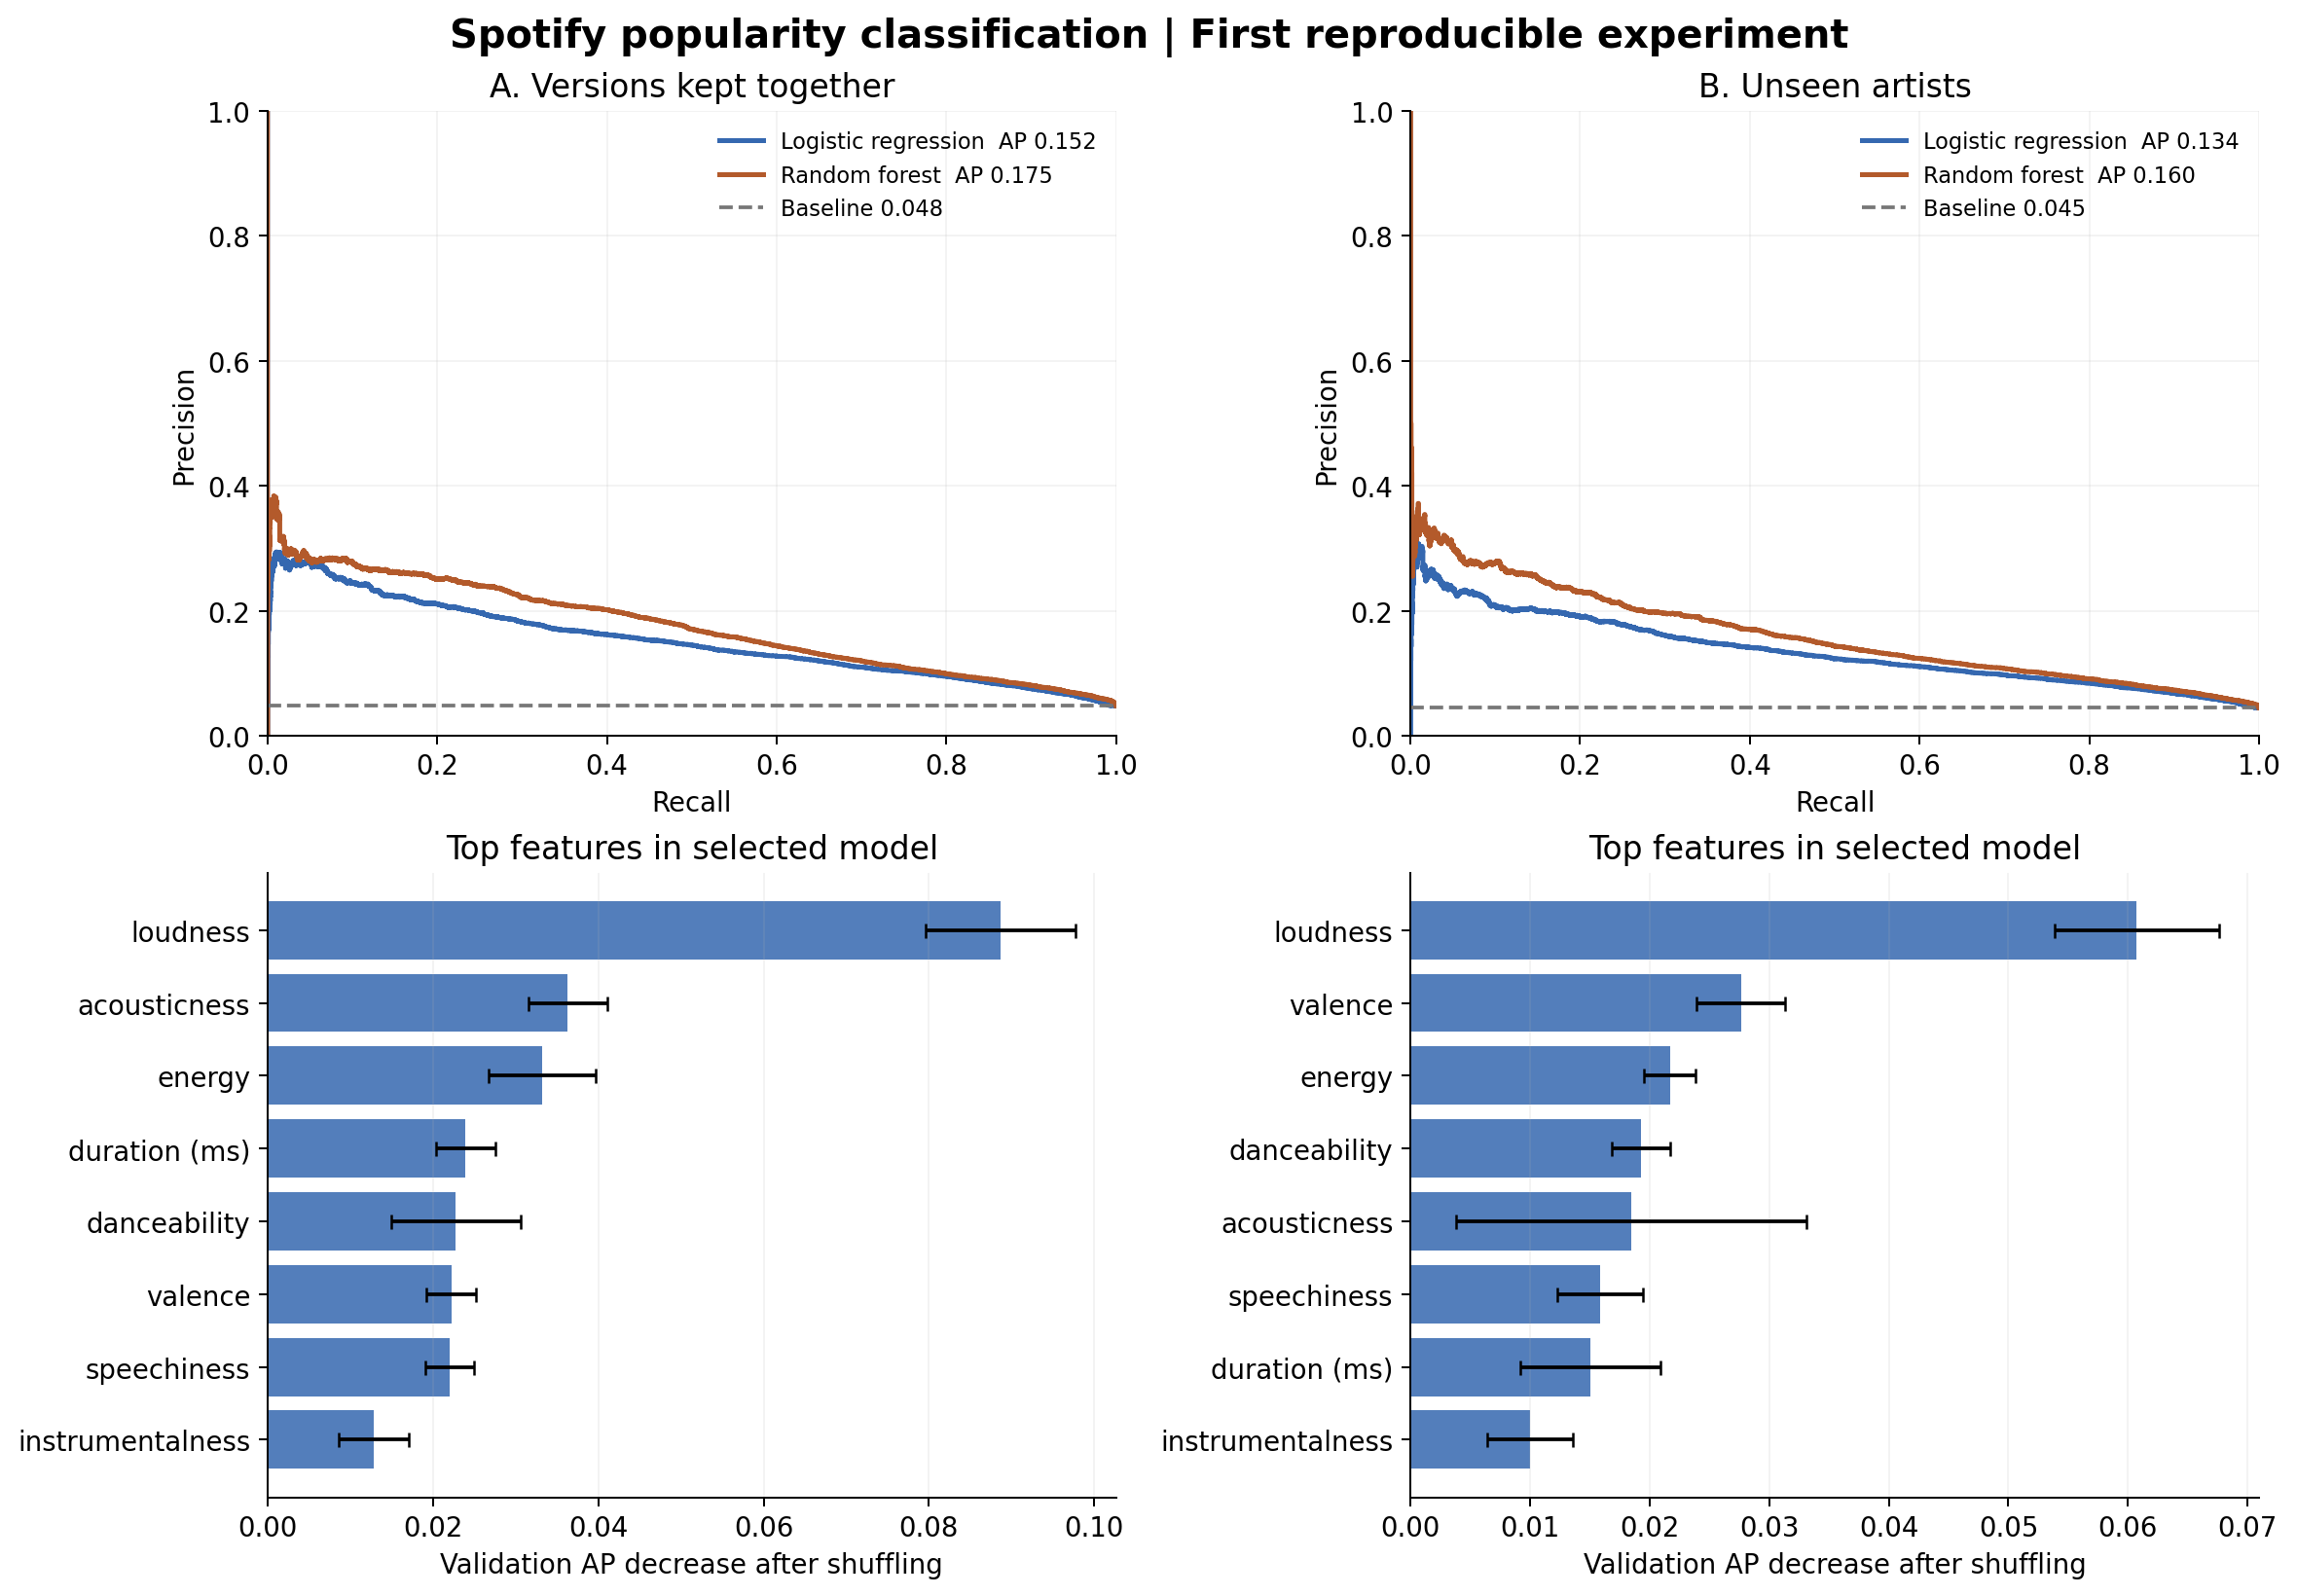 Spotify popularity classification | First reproducible experiment
A. Versions kept together
1.0
0.8
0.6
0.4
0.2
0.0
Precision
Logistic regression  AP 0.152
Random forest  AP 0.175
Baseline 0.048
0.0 0.2 0.4 0.6 0.8 1.0
Recall
B. Unseen artists
1.0
0.8
0.6
0.4
0.2
0.0
Precision
Logistic regression  AP 0.134
Random forest  AP 0.160
Baseline 0.045
0.0 0.2 0.4 0.6 0.8 1.0
Recall
Top features in selected model
loudness
acousticness
energy
duration (ms)
danceability
valence
speechiness
instrumentalness
0.00 0.02 0.04 0.06 0.08 0.10
Validation AP decrease after shuffling
Top features in selected model
loudness
valence
energy
danceability
acousticness
speechiness
duration (ms)
instrumentalness
0.00 0.01 0.02 0.03 0.04 0.05 0.06 0.07
Validation AP decrease after shuffling